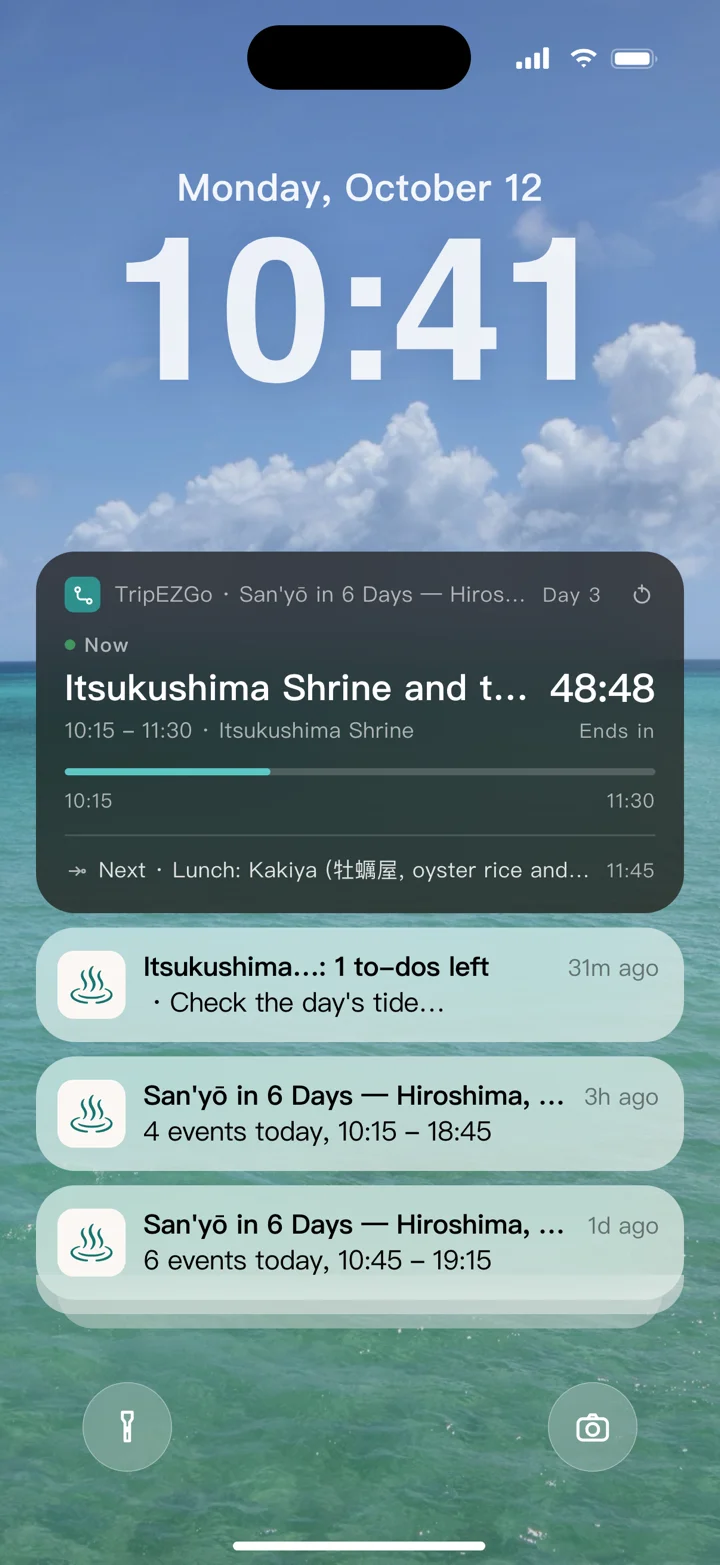 Monday, October 12
10:41
TripEZGo · San'yō in 6 Days — Hiros... Day 3
Now
Itsukushima Shrine and t... 48:48
10:15 – 11:30 · Itsukushima Shrine Ends in
10:15 11:30
Next · Lunch: Kakiya (牡蠣屋, oyster rice and... 11:45
Itsukushima...: 1 to-dos left 31m ago
· Check the day's tide...
San'yō in 6 Days — Hiroshima, ... 3h ago
4 events today, 10:15 – 18:45
San'yō in 6 Days — Hiroshima, ... 1d ago
6 events today, 10:45 – 19:15